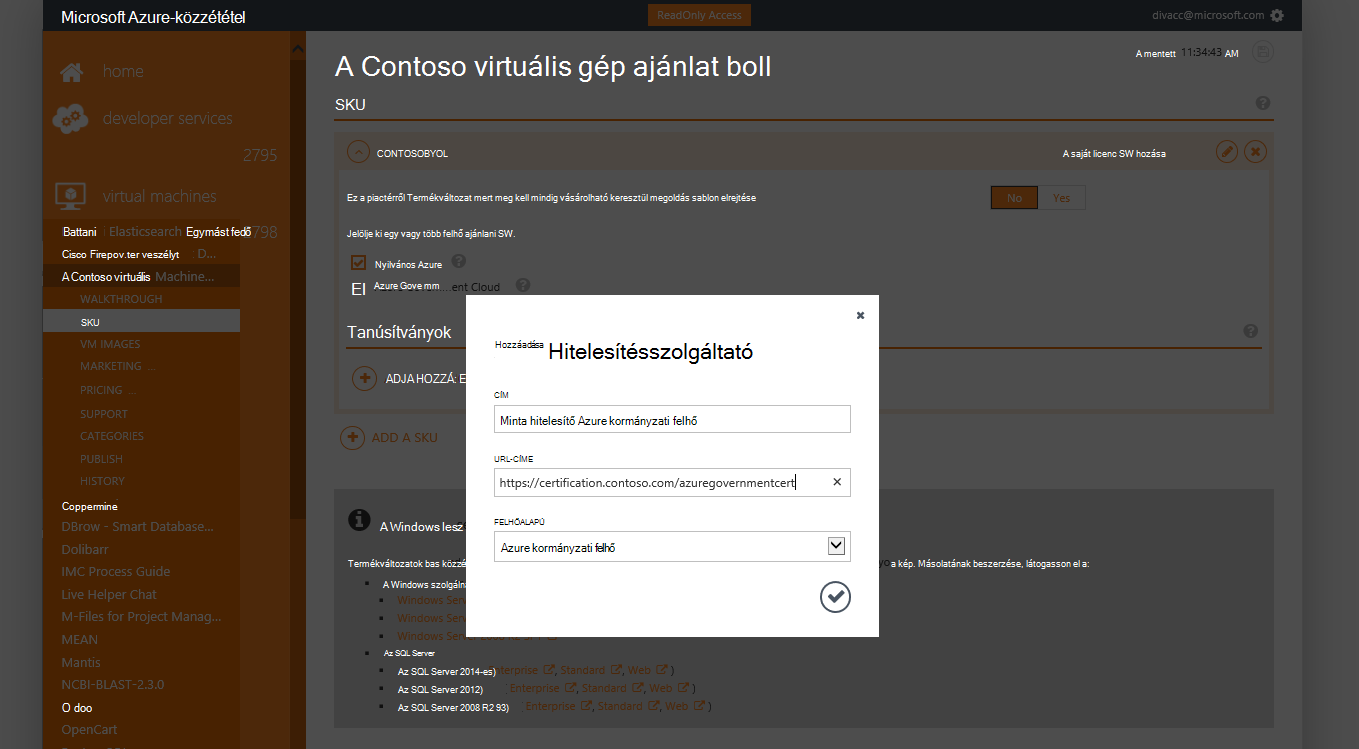 Microsoft Azure-közzététel
ReadOnly Access
divacc@microsoft.com
home
developer services
2795
virtual machines
2798
Battani Elasticsearch Egymást fedő
Cisco Firepov.ter veszélyt D...
A Contoso virtuális Machine...
WALKTHROUGH
SKU
VM IMAGES
MARKETING ...
PRICING ...
SUPPORT
CATEGORIES
PUBLISH
HISTORY
Coppermine
DBrow - Smart Database...
Dolibarr
IMC Process Guide
Live Helper Chat
M-Files for Project Manag...
MEAN
Mantis
NCBI-BLAST-2.3.0
O doo
OpenCart
A mentett 11:34:43 AM
A Contoso virtuális gép ajánlat boll
SKU
CONTOSOBYOL
A saját licenc SW hozása
Ez a piactérről Termékváltozat mert meg kell mindig vásárolható keresztül megoldás sablon elrejtése
No Yes
Jelölje ki egy vagy több felhő ajánlani SW.
Nyilvános Azure
El Azure Gove mm ...ent Cloud
Tanúsítványok
ADJA HOZZÁ: E
ADD A SKU
Hozzáadása Hitelesítésszolgáltató
CÍM
Minta hitelesítő Azure kormányzati felhő
URL-CÍME
https://certification.contoso.com/azuregovernmentcert
FELHŐALAPÚ
Azure kormányzati felhő
A Windows lesz
Termékváltozatok bas közzé
a kép. Másolatának beszerzése, látogasson el a:
A Windows szolgáln
Windows Serv
Windows Serv
Windows Server 2008 R2 SP1
Az SQL Server
Az SQL Server 2014-es) nterprise , Standard , Web )
Az SQL Server 2012) Enterprise , Standard , Web )
Az SQL Server 2008 R2 93) Enterprise , Standard , Web )